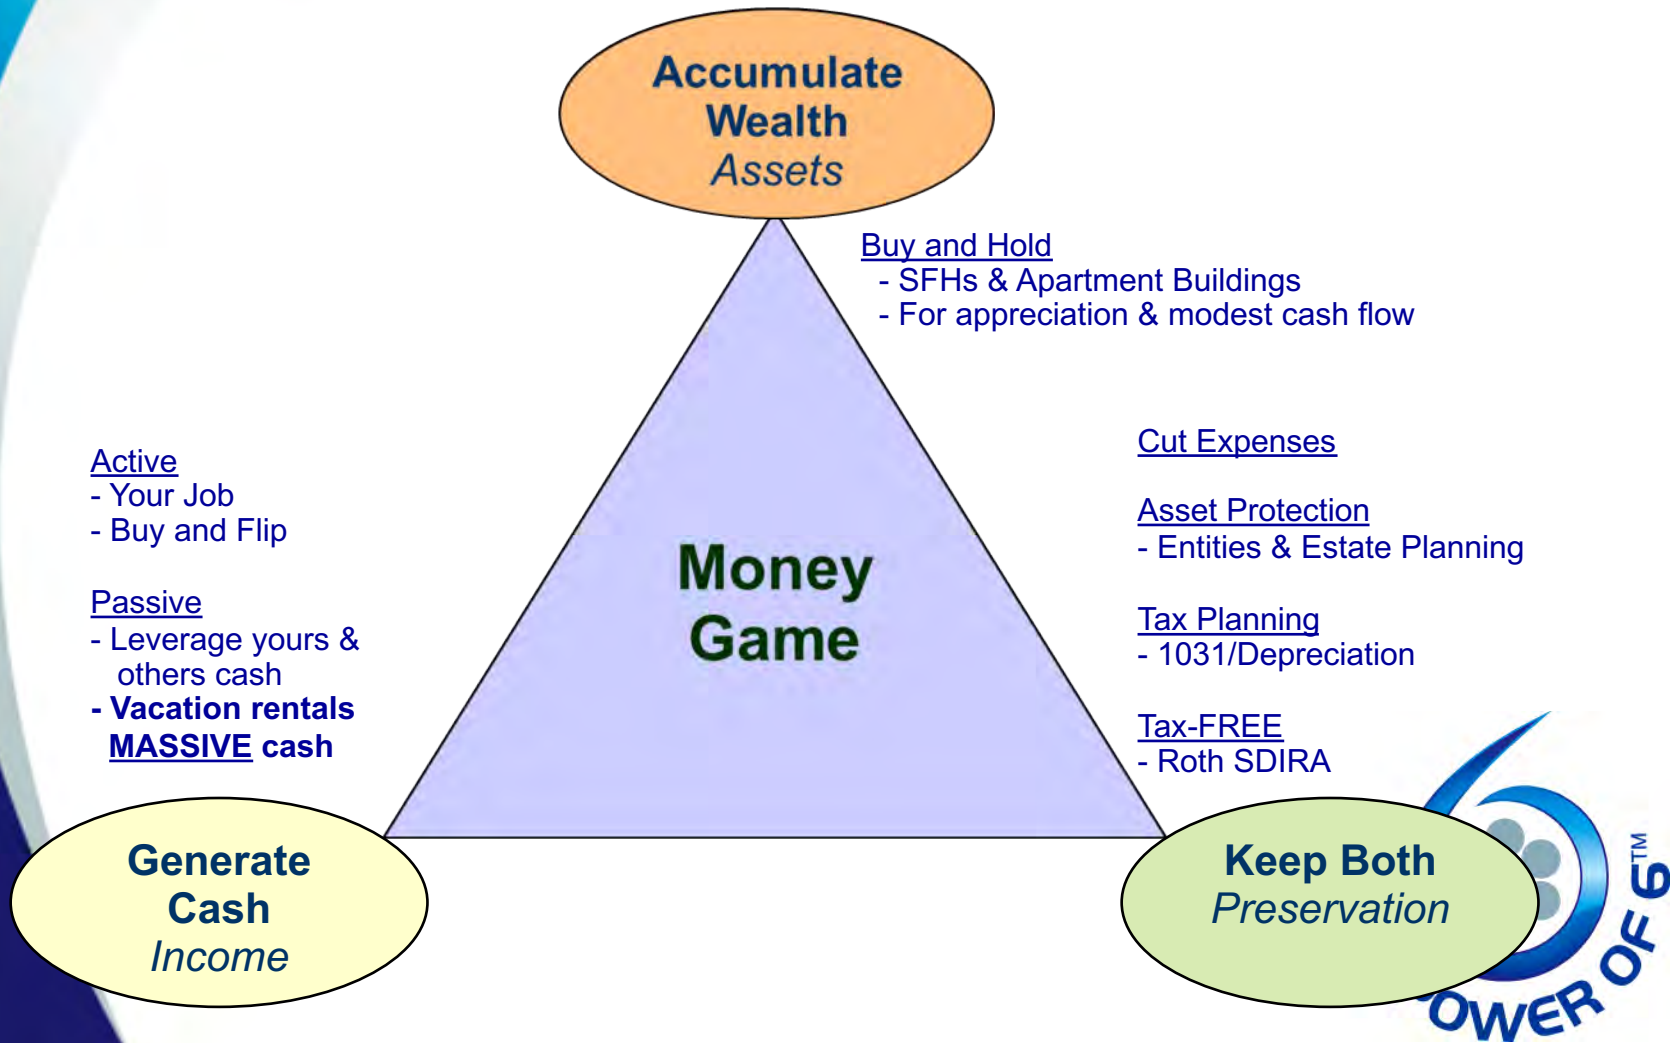 Accumulate
Wealth
Assets
Buy and Hold
- SFHs & Apartment Buildings
- For appreciation & modest cash flow
Active
- Your Job
- Buy and Flip
Passive
- Leverage yours &
others cash
- Vacation rentals
MASSIVE cash
Money
Game
Cut Expenses
Asset Protection
- Entities & Estate Planning
Tax Planning
- 1031/Depreciation
Tax-FREE
- Roth SDIRA
Generate
Cash
Income
Keep Both
Preservation
OWER OF 6™